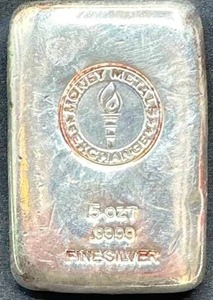 MONEY METALS
EXCHANGE
5 OZT
.9999
FINE SILVER